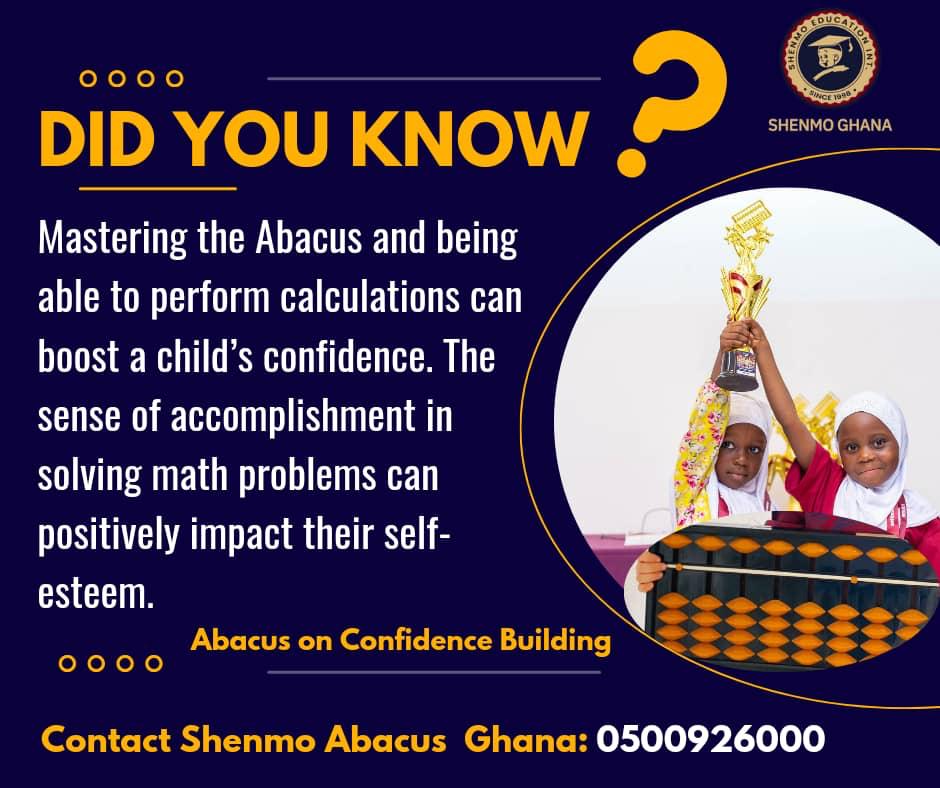 DID YOU KNOW ?
SHENMO EDUCATION INT.
SINCE 1998
SHENMO GHANA
Mastering the Abacus and being
able to perform calculations can
boost a child’s confidence. The
sense of accomplishment in
solving math problems can
positively impact their self-
esteem.
Abacus on Confidence Building
Contact Shenmo Abacus Ghana: 0500926000